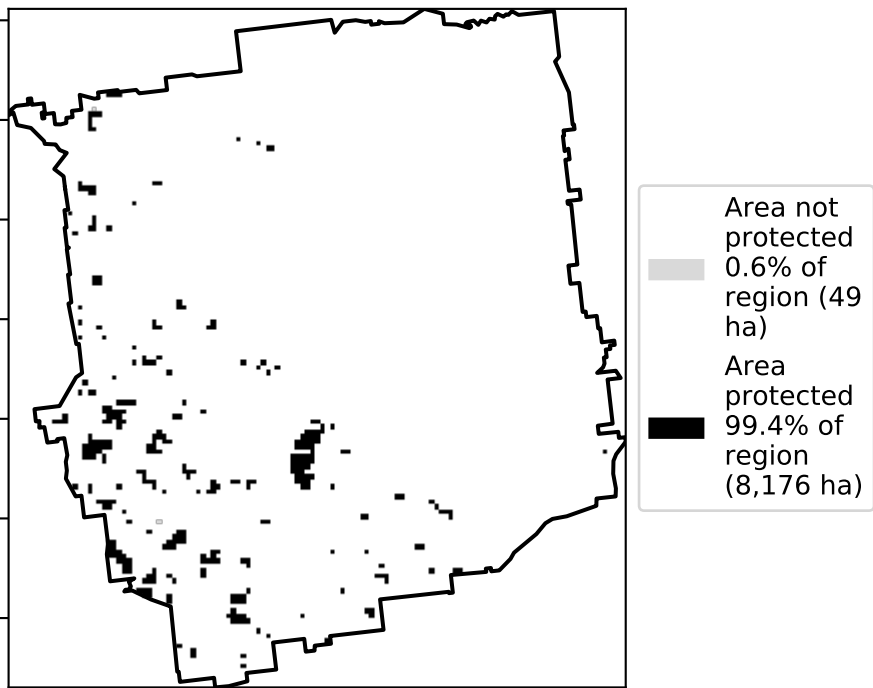 Area not
protected
0.6% of
region (49
ha)
Area
protected
99.4% of
region
(8,176 ha)